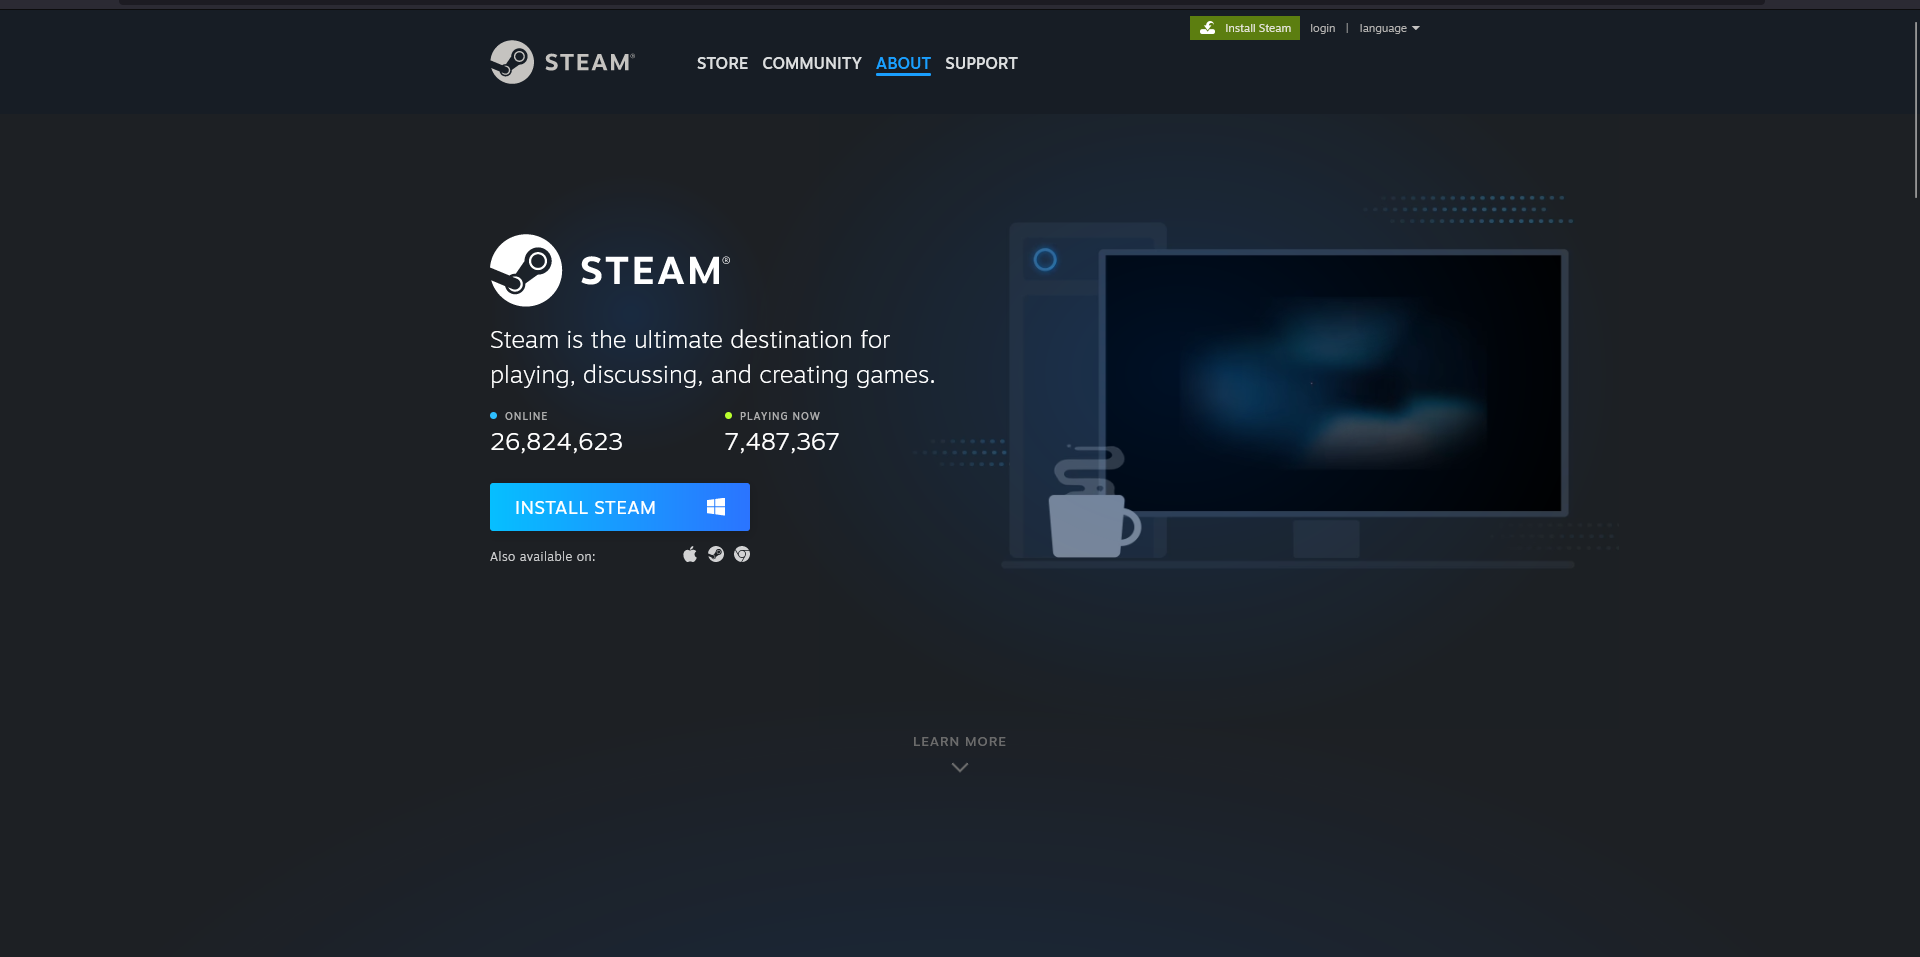 Install Steam login | language
STEAM®
STORE COMMUNITY ABOUT SUPPORT
STEAM®
Steam is the ultimate destination for
playing, discussing, and creating games.
ONLINE
26,824,623
PLAYING NOW
7,487,367
INSTALL STEAM
Also available on:
LEARN MORE